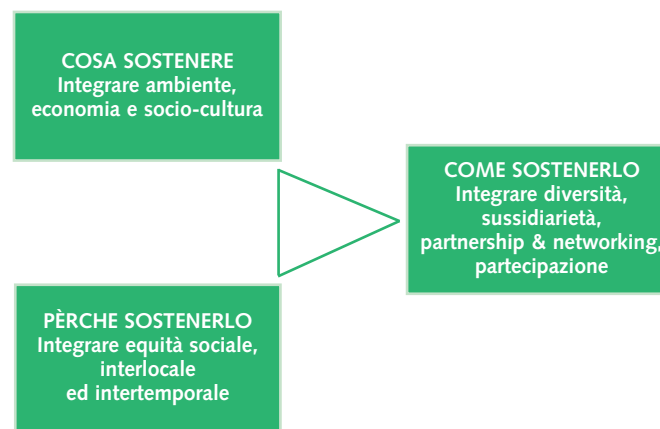 COSA SOSTENERE
Integrare ambiente,
economia e socio-cultura
PÈRCHE SOSTENERLO
Integrare equità sociale,
interlocale
ed intertemporale
COME SOSTENERLO
Integrare diversità,
sussidiarietà,
partnership & networking,
partecipazione